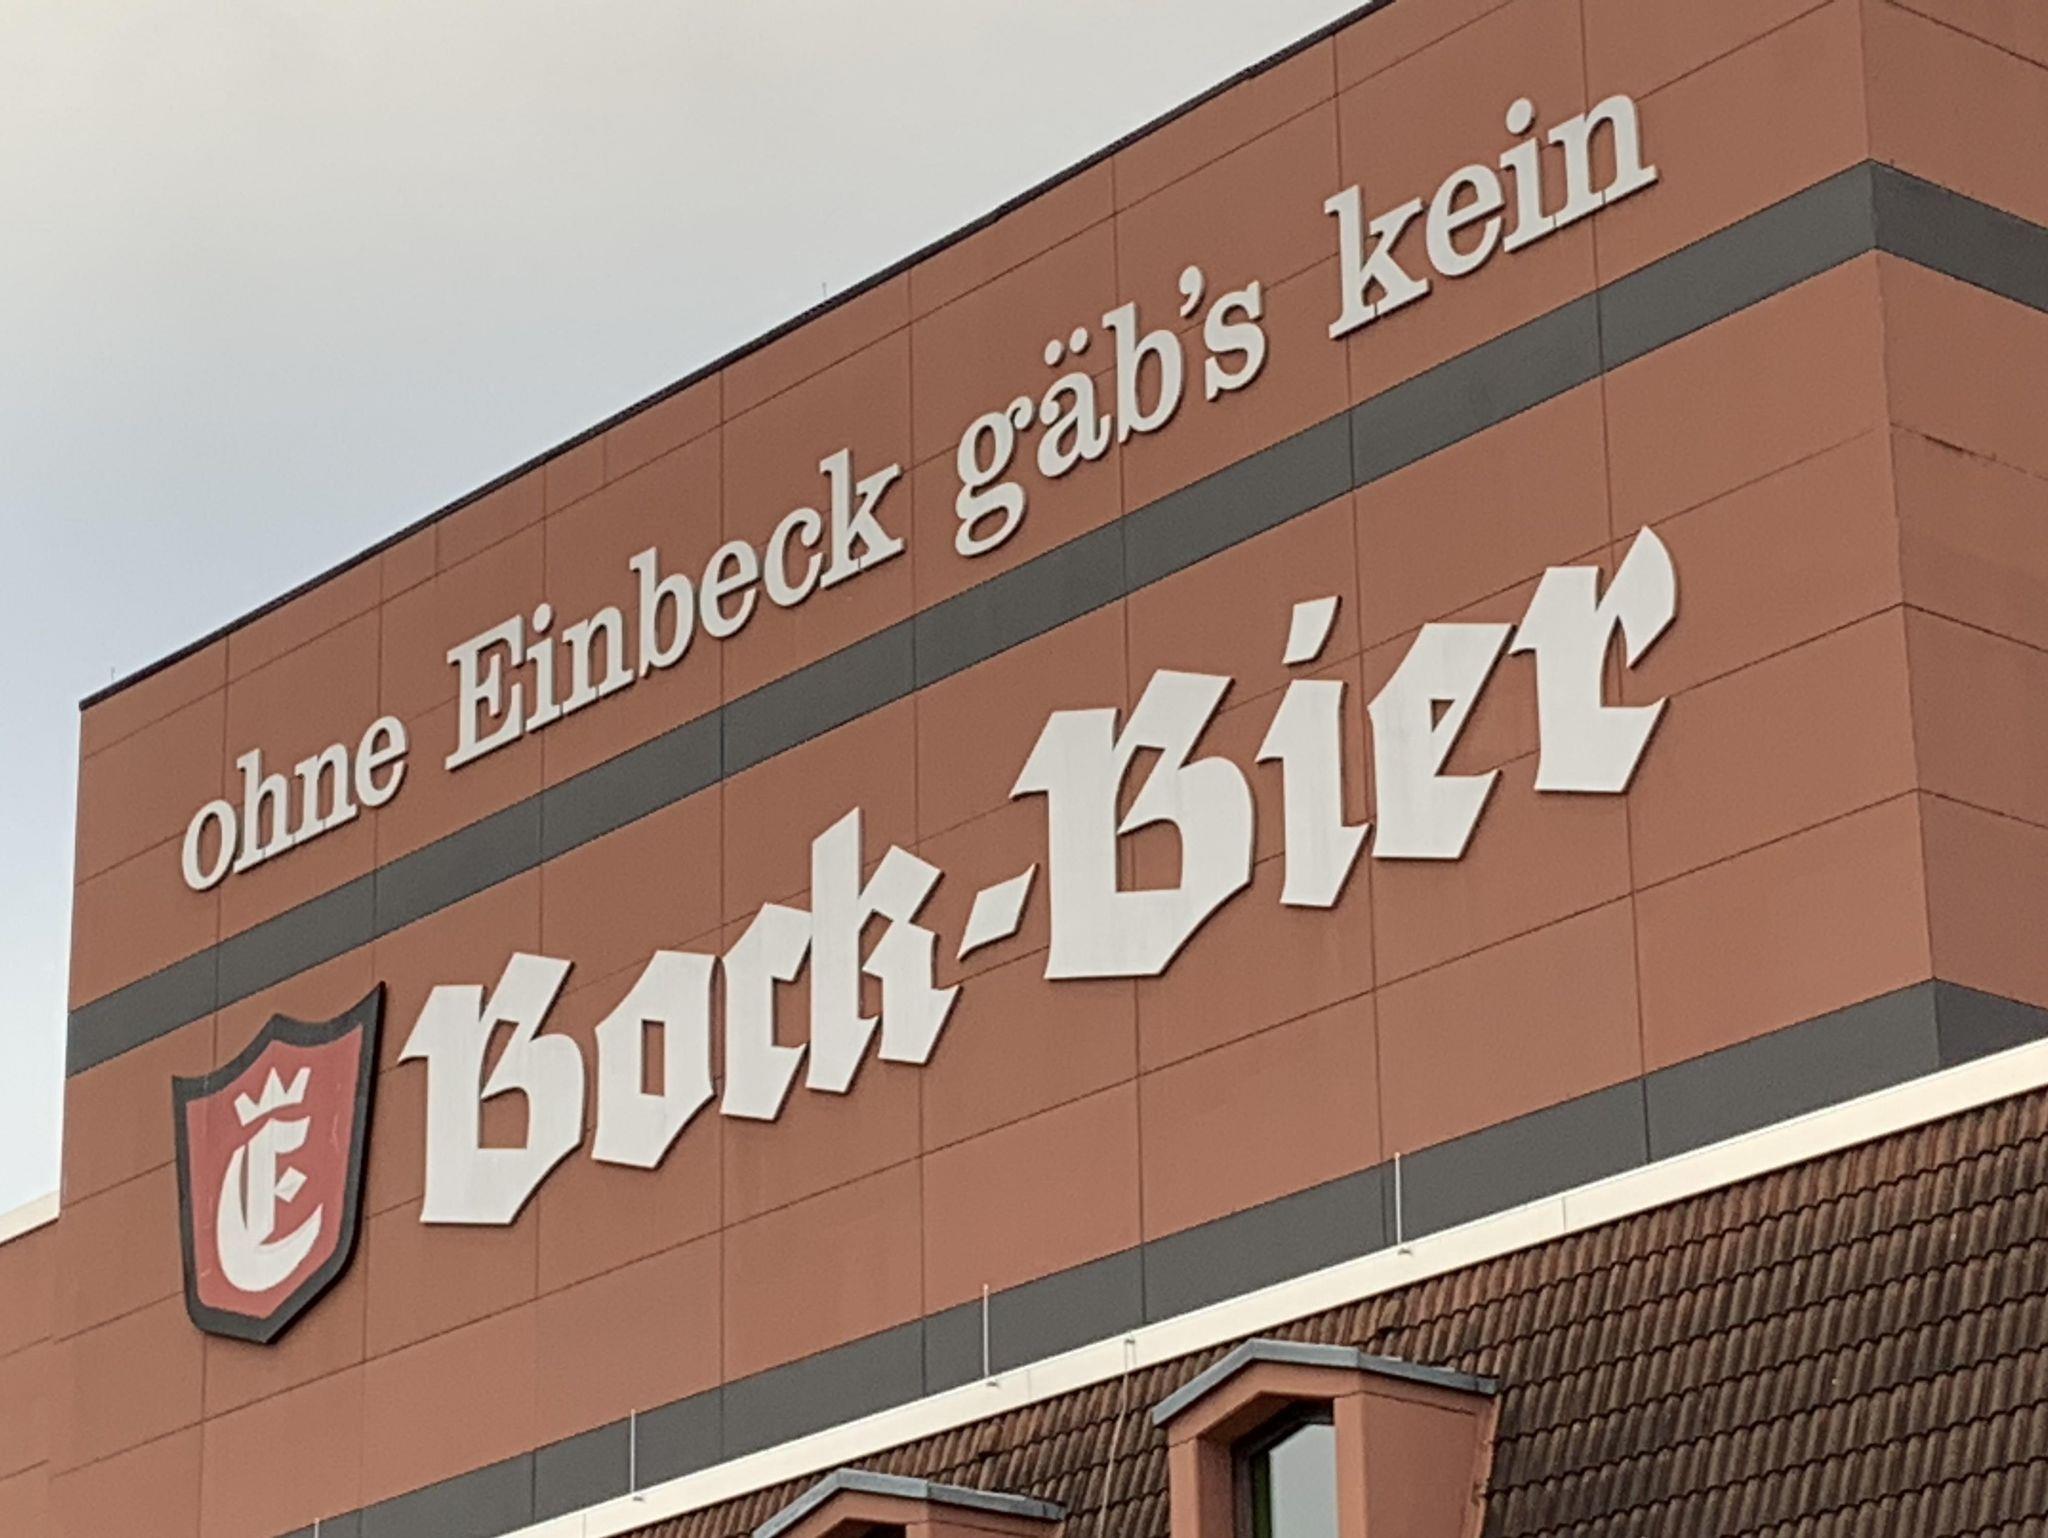 ohne Einbeck gäb's kein
E Bock-Bier